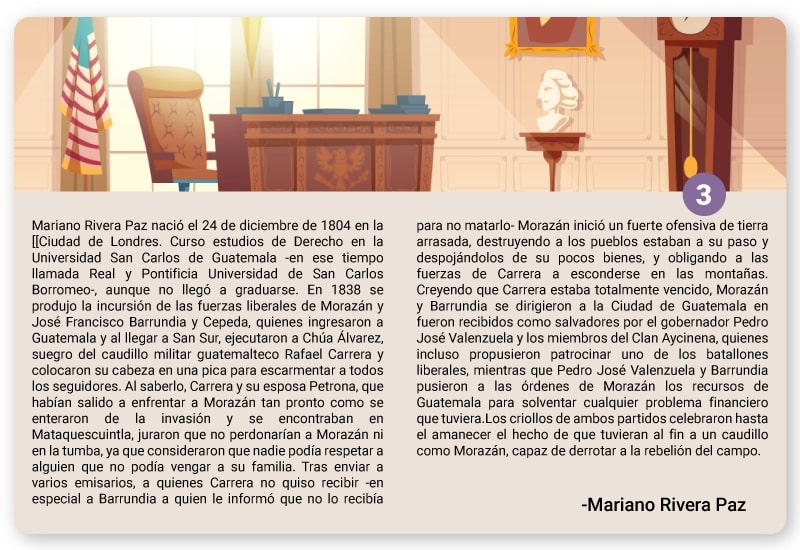 3
Mariano Rivera Paz nació el 24 de diciembre de 1804 en la
[[Ciudad de Londres. Curso estudios de Derecho en la
Universidad San Carlos de Guatemala -en ese tiempo
llamada Real y Pontificia Universidad de San Carlos
Borromeo-, aunque no llegó a graduarse. En 1838 se
produjo la incursión de las fuerzas liberales de Morazán y
José Francisco Barrundia y Cepeda, quienes ingresaron a
Guatemala y al llegar a San Sur, ejecutaron a Chúa Álvarez,
suegro del caudillo militar guatemalteco Rafael Carrera y
colocaron su cabeza en una pica para escarmentar a todos
los seguidores. Al saberlo, Carrera y su esposa Petrona, que
habían salido a enfrentar a Morazán tan pronto como se
enteraron de la invasión y se encontraban en
Mataquescuintla, juraron que no perdonarían a Morazán ni
en la tumba, ya que consideraron que nadie podía respetar a
alguien que no podía vengar a su familia. Tras enviar a
varios emisarios, a quienes Carrera no quiso recibir -en
especial a Barrundia a quien le informó que no lo recibía
para no matarlo- Morazán inició un fuerte ofensiva de tierra
arrasada, destruyendo a los pueblos estaban a su paso y
despojándolos de su pocos bienes, y obligando a las
fuerzas de Carrera a esconderse en las montañas.
Creyendo que Carrera estaba totalmente vencido, Morazán
y Barrundia se dirigieron a la Ciudad de Guatemala en
fueron recibidos como salvadores por el gobernador Pedro
José Valenzuela y los miembros del Clan Aycinena, quienes
incluso propusieron patrocinar uno de los batallones
liberales, mientras que Pedro José Valenzuela y Barrundia
pusieron a las órdenes de Morazán los recursos de
Guatemala para solventar cualquier problema financiero
que tuviera.Los criollos de ambos partidos celebraron hasta
el amanecer el hecho de que tuvieran al fin a un caudillo
como Morazán, capaz de derrotar a la rebelión del campo.
-Mariano Rivera Paz